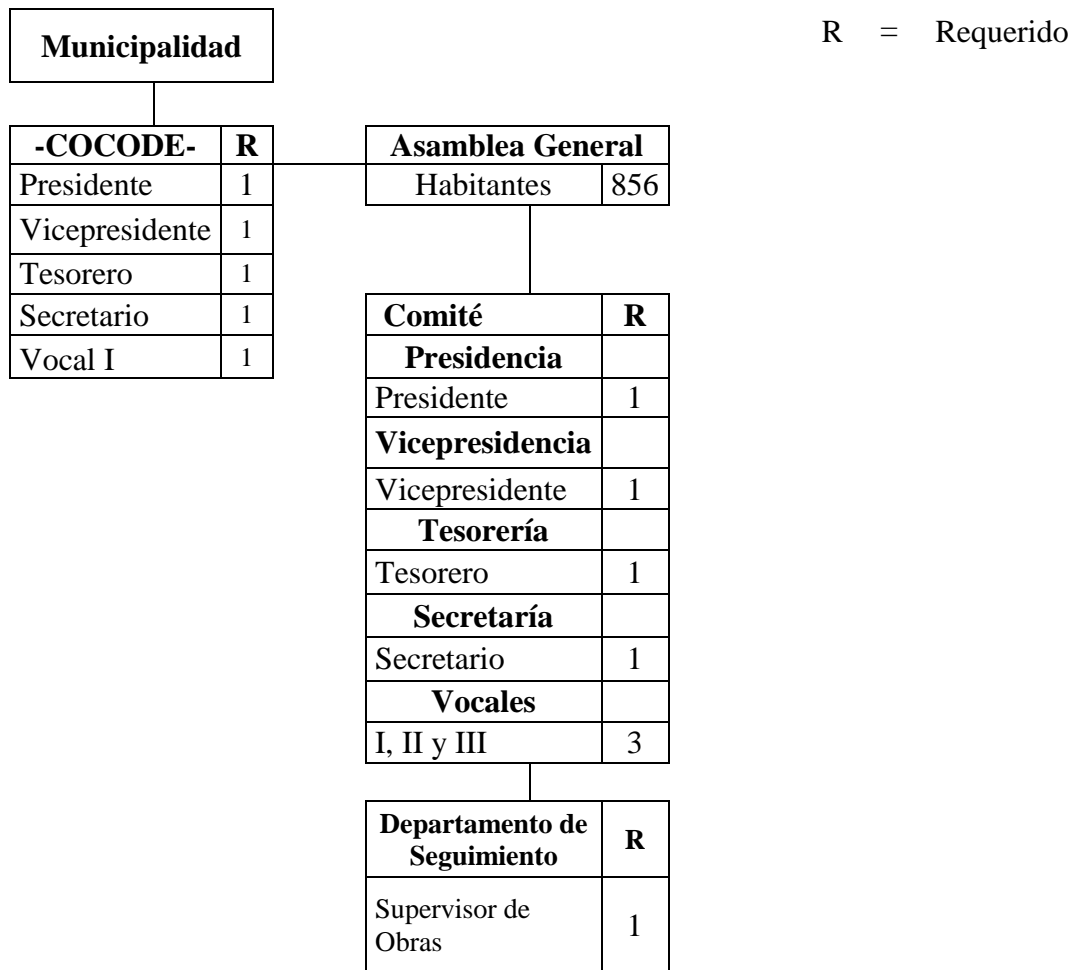 Municipalidad
R = Requerido
-COCODE- R
Presidente 1
Vicepresidente 1
Tesorero 1
Secretario 1
Vocal I 1
Asamblea General
Habitantes 856
Comité R
Presidencia
Presidente 1
Vicepresidencia
Vicepresidente 1
Tesorería
Tesorero 1
Secretaría
Secretario 1
Vocales
I, II y III 3
Departamento de
Seguimiento R
Supervisor de
Obras 1